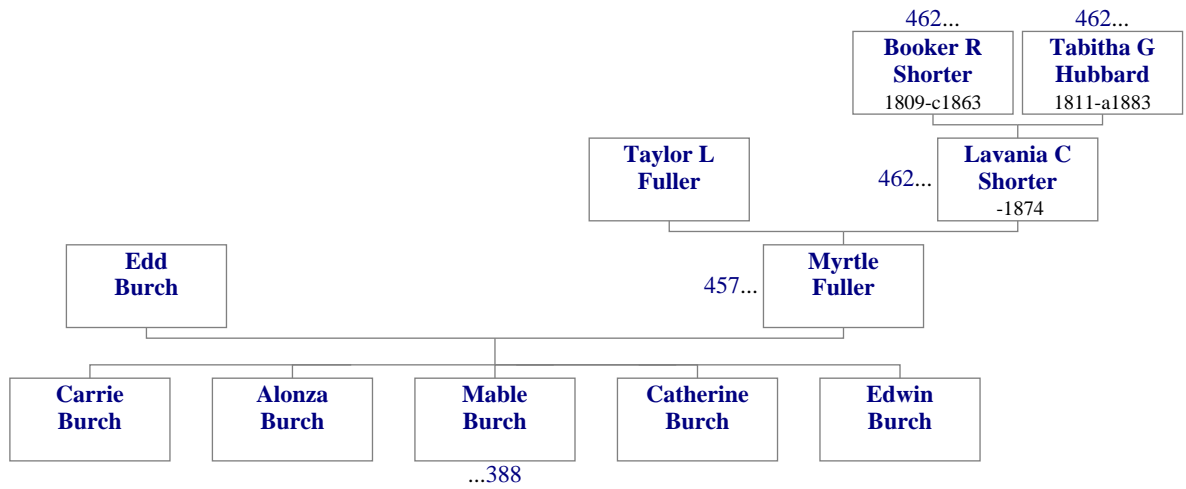 462...
462...
Booker R
Shorter
1809-c1863
Tabitha G
Hubbard
1811-a1883
Taylor L
Fuller
462...
Lavania C
Shorter
-1874
Edd
Burch
457...
Myrtle
Fuller
Carrie
Burch
Alonza
Burch
Mable
Burch
Catherine
Burch
Edwin
Burch
...388